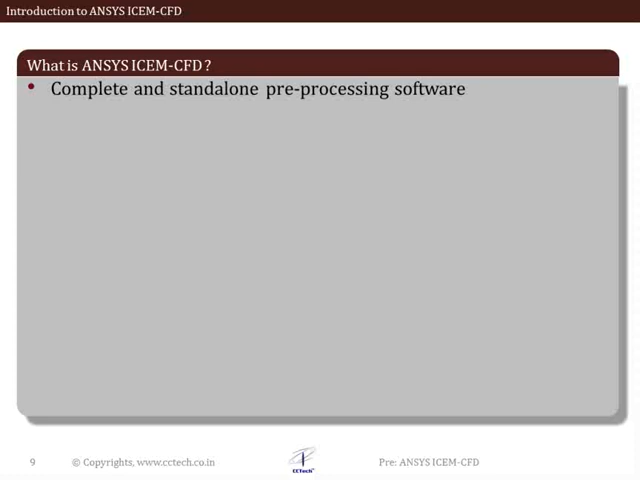 Introduction to ANSYS ICEM-CFD
What is ANSYS ICEM-CFD ?
• Complete and standalone pre-processing software
9
© Copyrights, www.cctech.co.in
CCTech
Pre: ANSYS ICEM-CFD